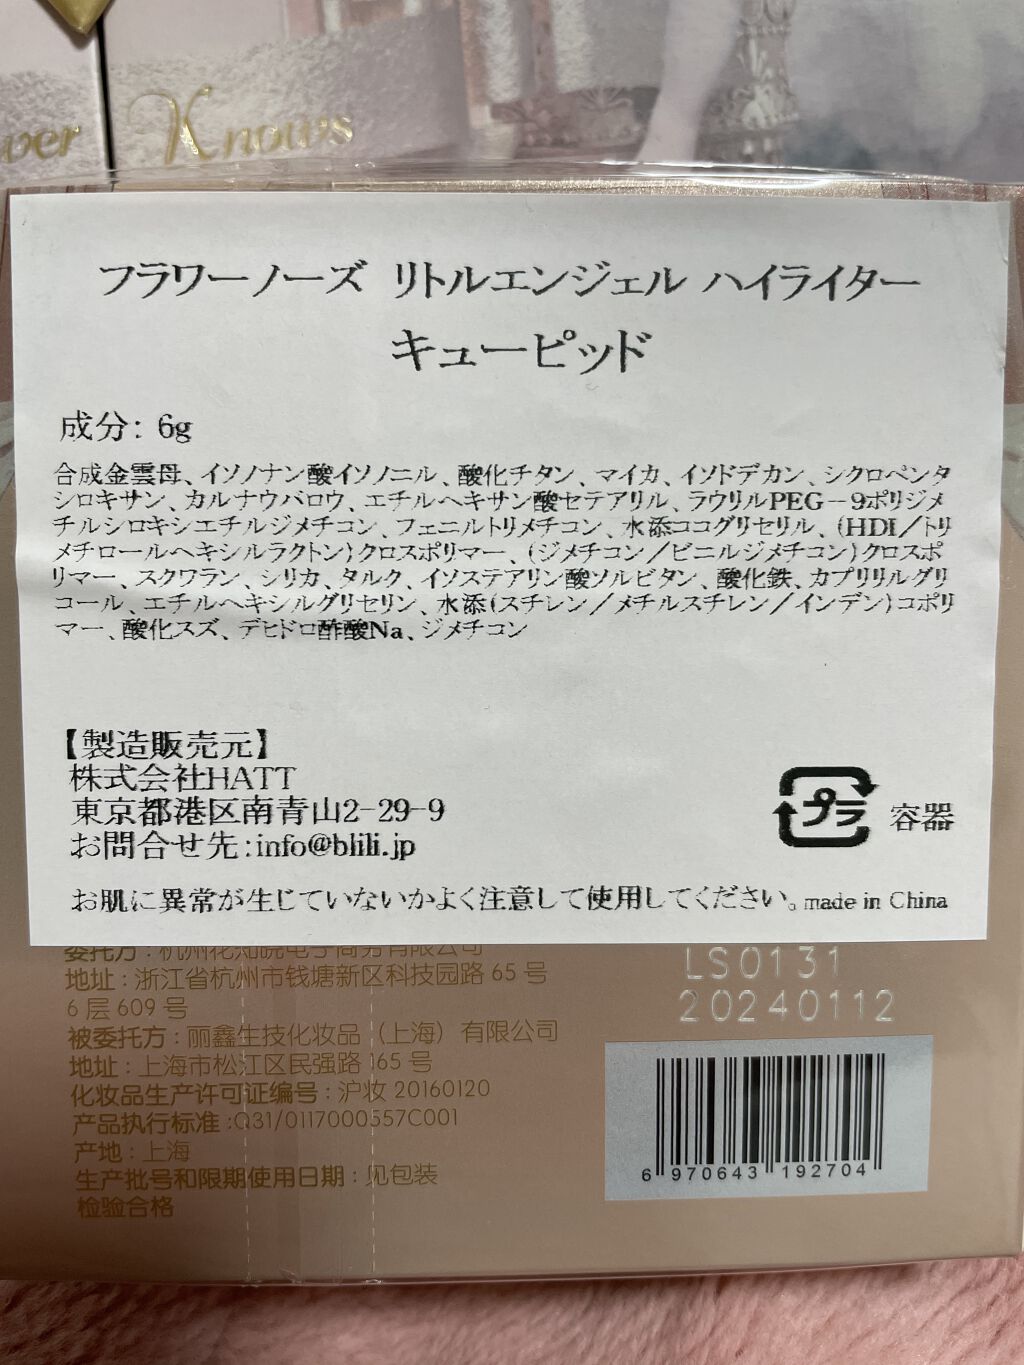 Knows
フラワーノーズ リトルエンジェル ハイライター
キューピッド
成分: 6g
合成金雲母、イソノナン酸イソノニル、酸化チタン、マイカ、イソドデカン、シクロペンタ
シロキサン、カルナウバロウ、エチルヘキサン酸セテアリル、ラウリルPEG－9ポリジメ
チルシロキシエチルジメチコン、フェニルトリメチコン、水添ココグリセリル、(HDI／トリ
メチロールヘキシルラクトン)クロスポリマー、(ジメチコン／ビニルジメチコン)クロスポ
リマー、スクワラン、シリカ、タルク、イソステアリン酸ソルビタン、酸化鉄、カプリリルグリ
コール、エチルヘキシルグリセリン、水添(スチレン／メチルスチレン／インデン)コポリ
マー、酸化スズ、デヒドロ酢酸Na、ジメチコン
【製造販売元】
株式会社HATT
東京都港区南青山2-29-9
お問合せ先:info@blili.jp
プラ 容器
お肌に異常が生じていないかよく注意して使用してください。made in China
委托方：杭州花知晓电子商务有限公司
地址：浙江省杭州市钱塘新区科技园路 65 号
6 层 609 号
被委托方：丽鑫生技化妆品（上海）有限公司
地址：上海市松江区民强路 165 号
化妆品生产许可证编号：沪妆 20160120
产品执行标准:Q31/0117000557C001
产地：上海
生产批号和限期使用日期：见包装
检验合格
LS0131
20240112
6 970643 192704